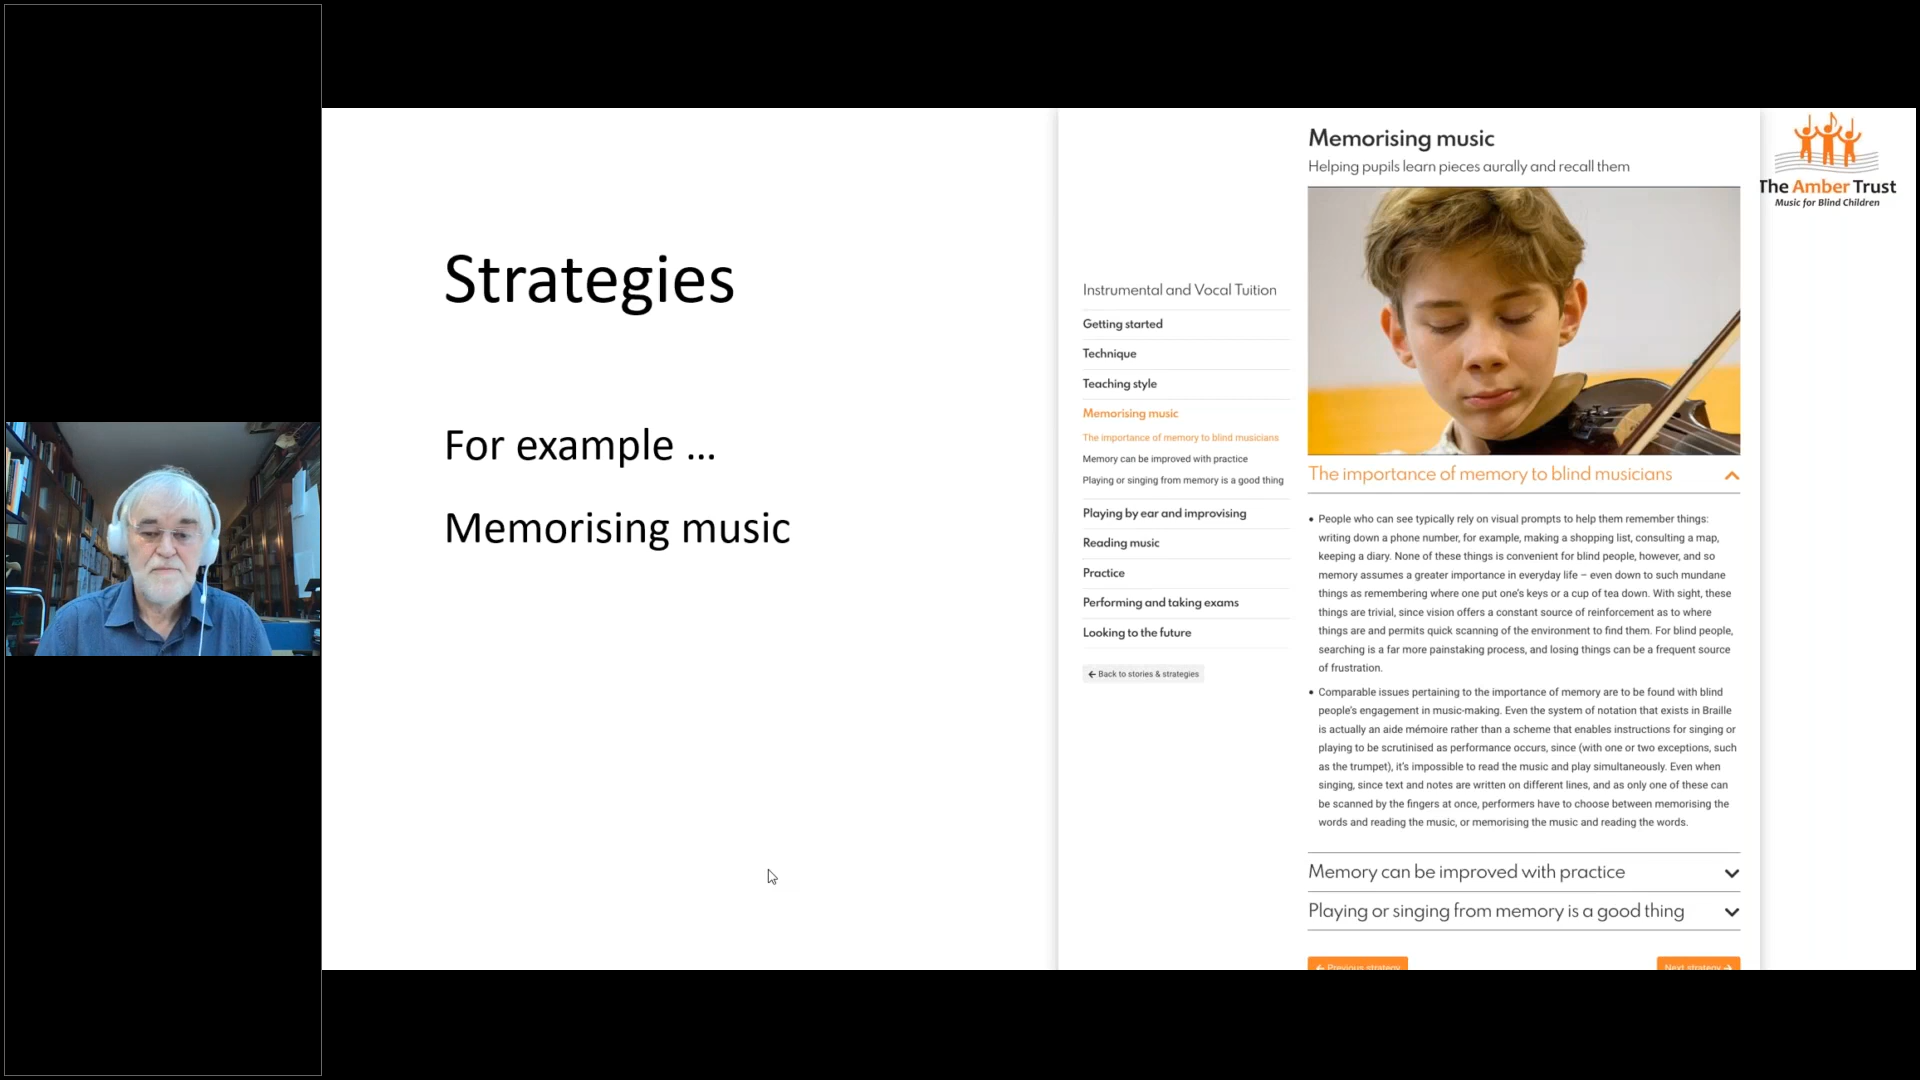 Strategies
For example ...
Memorising music
Memorising music
Helping pupils learn pieces aurally and recall them
The Amber Trust
Music for Blind Children
Instrumental and Vocal Tuition
Getting started
Technique
Teaching style
Memorising music
The importance of memory to blind musicians
Memory can be improved with practice
Playing or singing from memory is a good thing
Playing by ear and improvising
Reading music
Practice
Performing and taking exams
Looking to the future
← Back to stories & strategies
The importance of memory to blind musicians
• People who can see typically rely on visual prompts to help them remember things:
writing down a phone number, for example, making a shopping list, consulting a map,
keeping a diary. None of these things is convenient for blind people, however, and so
memory assumes a greater importance in everyday life – even down to such mundane
things as remembering where one put one's keys or a cup of tea down. With sight, these
things are trivial, since vision offers a constant source of reinforcement as to where
things are and permits quick scanning of the environment to find them. For blind people,
searching is a far more painstaking process, and losing things can be a frequent source
of frustration.
• Comparable issues pertaining to the importance of memory are to be found with blind
people's engagement in music-making. Even the system of notation that exists in Braille
is actually an aide mémoire rather than a scheme that enables instructions for singing or
playing to be scrutinised as performance occurs, since (with one or two exceptions, such
as the trumpet), it's impossible to read the music and play simultaneously. Even when
singing, since text and notes are written on different lines, and as only one of these can
be scanned by the fingers at once, performers have to choose between memorising the
words and reading the music, or memorising the music and reading the words.
Memory can be improved with practice
Playing or singing from memory is a good thing
← Previous strategy
Next strategy →